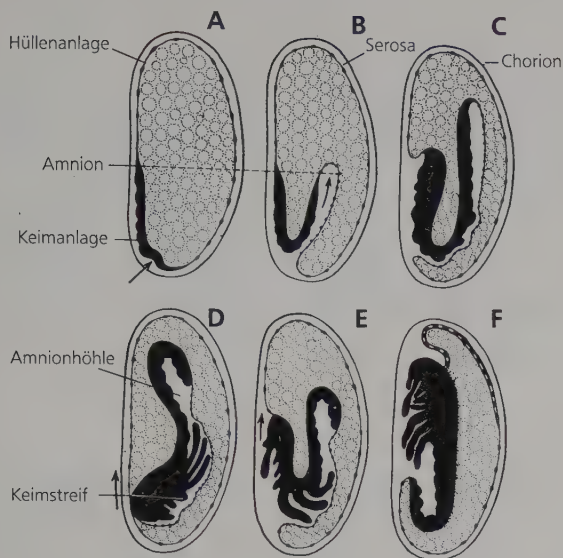 A
B
C
Hüllenanlage
Serosa
Chorion
Amnion
Keimanlage
D
E
F
Amnionhöhle
Keimstreif